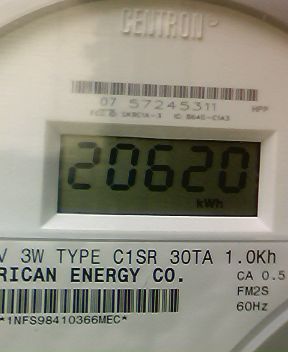 CENTRON
07 57245311 HPP
20620
kWh
V 3W TYPE C1SR 30TA 1.0Kh
RICAN ENERGY CO. CA 0.5
FM2S
*1NFS98410366MEC* 60Hz